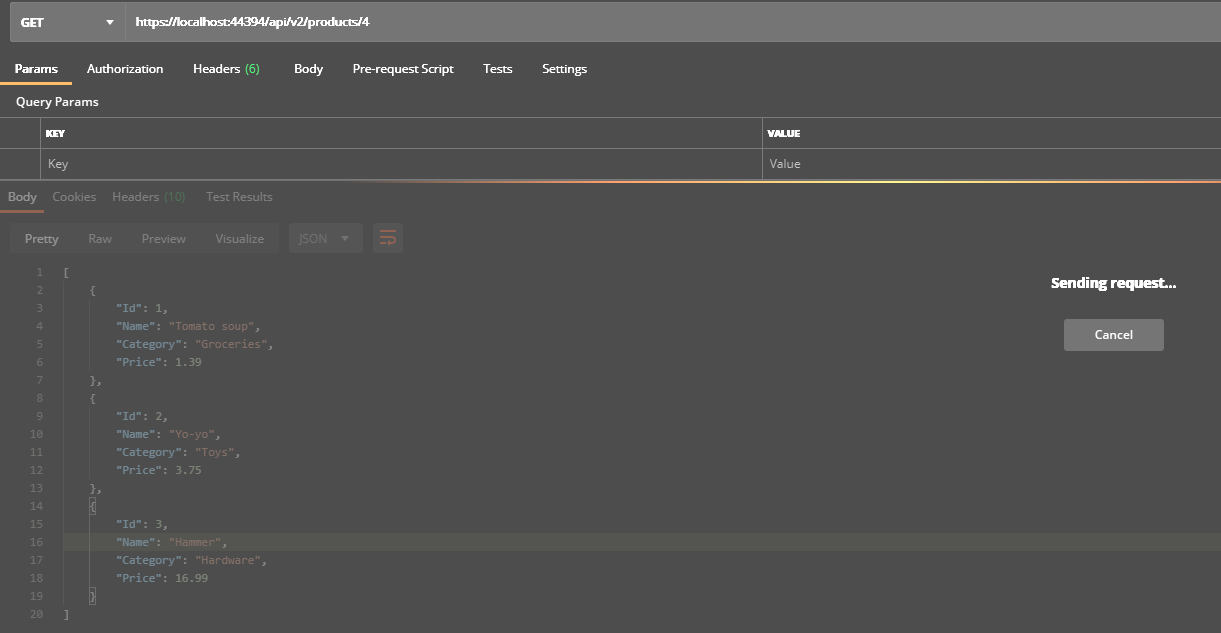 GET https://localhost:44394/api/v2/products/4
Params Authorization Headers (6) Body Pre-request Script Tests Settings
Query Params
KEY VALUE
Key Value
Body Cookies Headers (10) Test Results
Pretty Raw Preview Visualize JSON
1 [
2 {
3 "Id": 1,
4 "Name": "Tomato soup",
5 "Category": "Groceries",
6 "Price": 1.39
7 },
8 {
9 "Id": 2,
10 "Name": "Yo-yo",
11 "Category": "Toys",
12 "Price": 3.75
13 },
14 {
15 "Id": 3,
16 "Name": "Hammer",
17 "Category": "Hardware",
18 "Price": 16.99
19 }
20 ]
Sending request...
Cancel